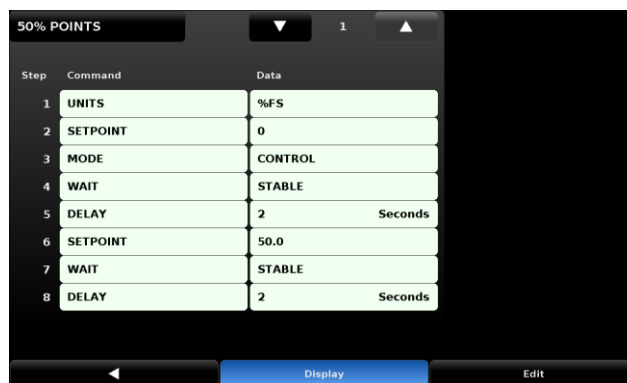 50% POINTS 1
Step Command Data
1 UNITS %FS
2 SETPOINT 0
3 MODE CONTROL
4 WAIT STABLE
5 DELAY 2 Seconds
6 SETPOINT 50.0
7 WAIT STABLE
8 DELAY 2 Seconds
Display Edit